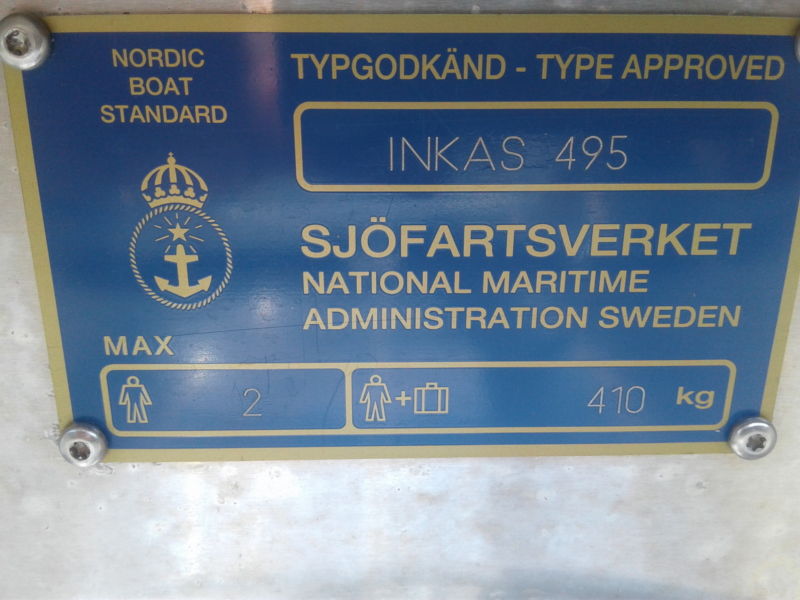 NORDIC
BOAT
STANDARD
TYPGODKÄND - TYPE APPROVED
INKAS 495
SJÖFARTSVERKET
NATIONAL MARITIME
ADMINISTRATION SWEDEN
MAX
2
+ 410 kg